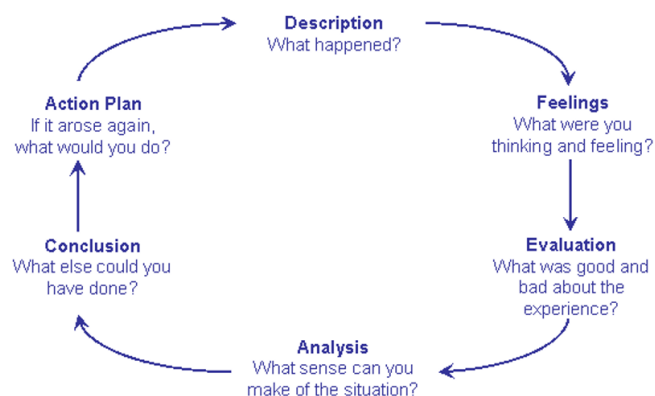 Description
What happened?
Feelings
What were you
thinking and feeling?
Evaluation
What was good and
bad about the
experience?
Analysis
What sense can you
make of the situation?
Conclusion
What else could you
have done?
Action Plan
If it arose again,
what would you do?